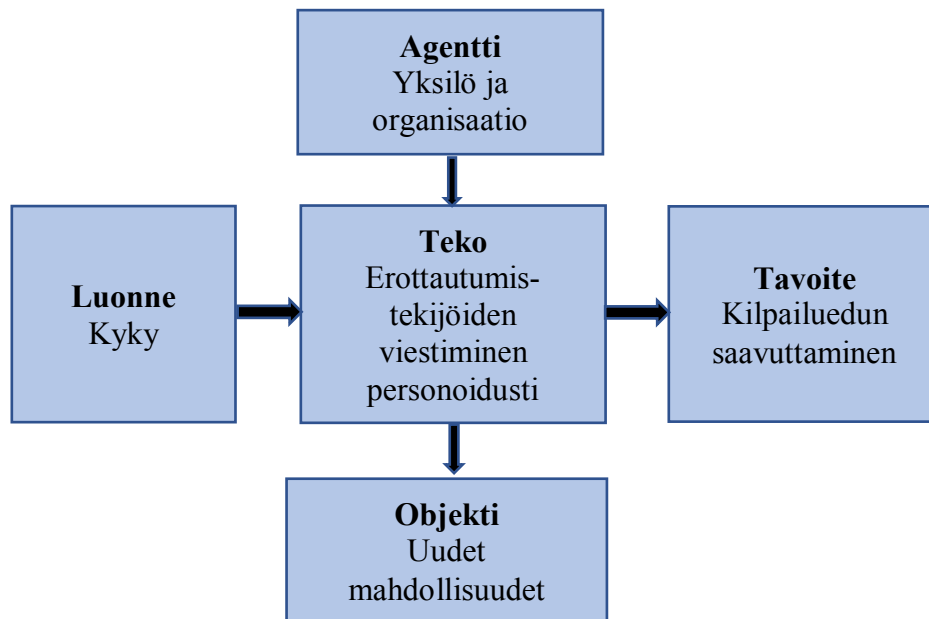 Agentti
Yksilö ja
organisaatio
Luonne
Kyky
Teko
Erottautumis-
tekijöiden
viestiminen
personoidusti
Tavoite
Kilpailuedun
saavuttaminen
Objekti
Uudet
mahdollisuudet